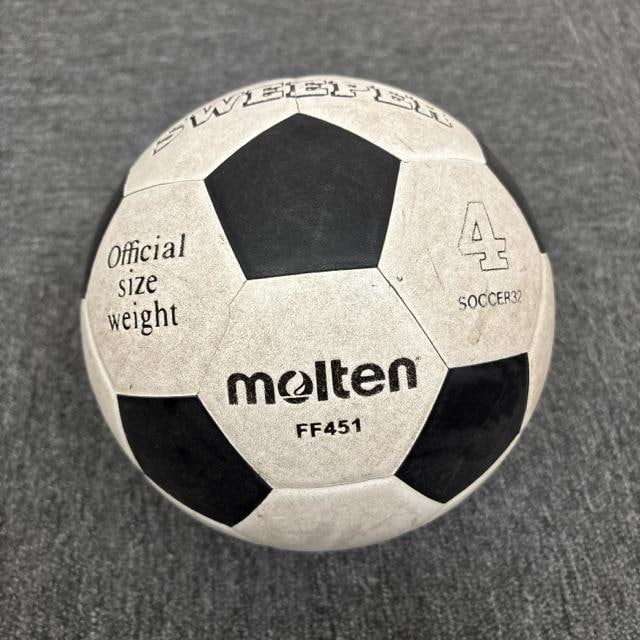 SWEEPER
Official
size
weight
4
SOCCER32
molten
FF451